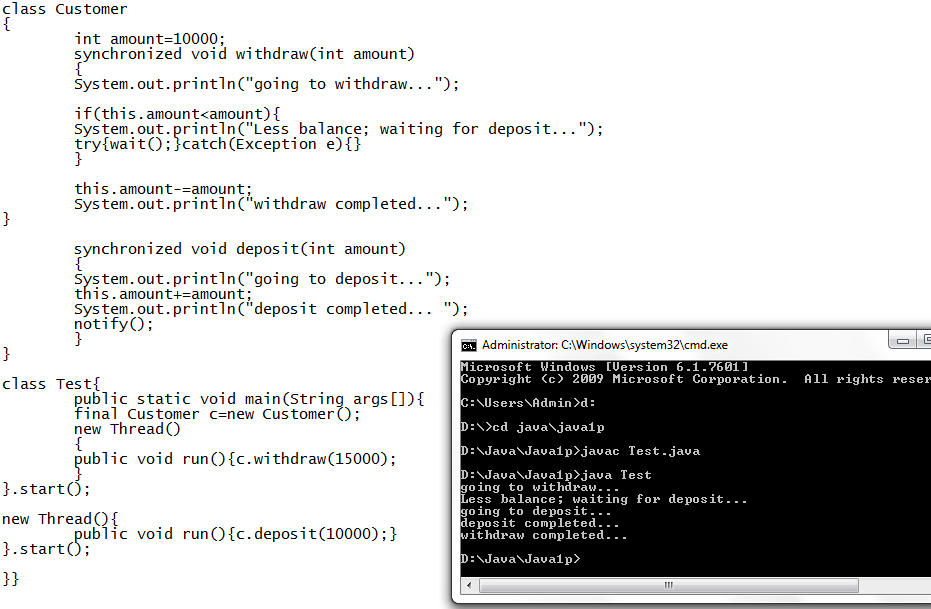 class Customer
{
int amount=10000;
synchronized void withdraw(int amount)
{
System.out.println("going to withdraw...");
if(this.amount<amount){
System.out.println("Less balance; waiting for deposit...");
try{wait();}catch(Exception e){}
}
this.amount-=amount;
System.out.println("withdraw completed...");
}
synchronized void deposit(int amount)
{
System.out.println("going to deposit...");
this.amount+=amount;
System.out.println("deposit completed... ");
notify();
}
}
class Test{
public static void main(String args[]){
final Customer c=new Customer();
new Thread()
{
public void run(){c.withdraw(15000);
}
}.start();
new Thread(){
public void run(){c.deposit(10000);}
}.start();
}}
Administrator: C:\Windows\system32\cmd.exe
Microsoft Windows [Version 6.1.7601]
Copyright (c) 2009 Microsoft Corporation. All rights reser
C:\Users\Admin>d:
D:\>cd java\java1p
D:\Java\Java1p>javac Test.java
D:\Java\Java1p>java Test
going to withdraw...
Less balance; waiting for deposit...
going to deposit...
deposit completed...
withdraw completed...
D:\Java\Java1p>